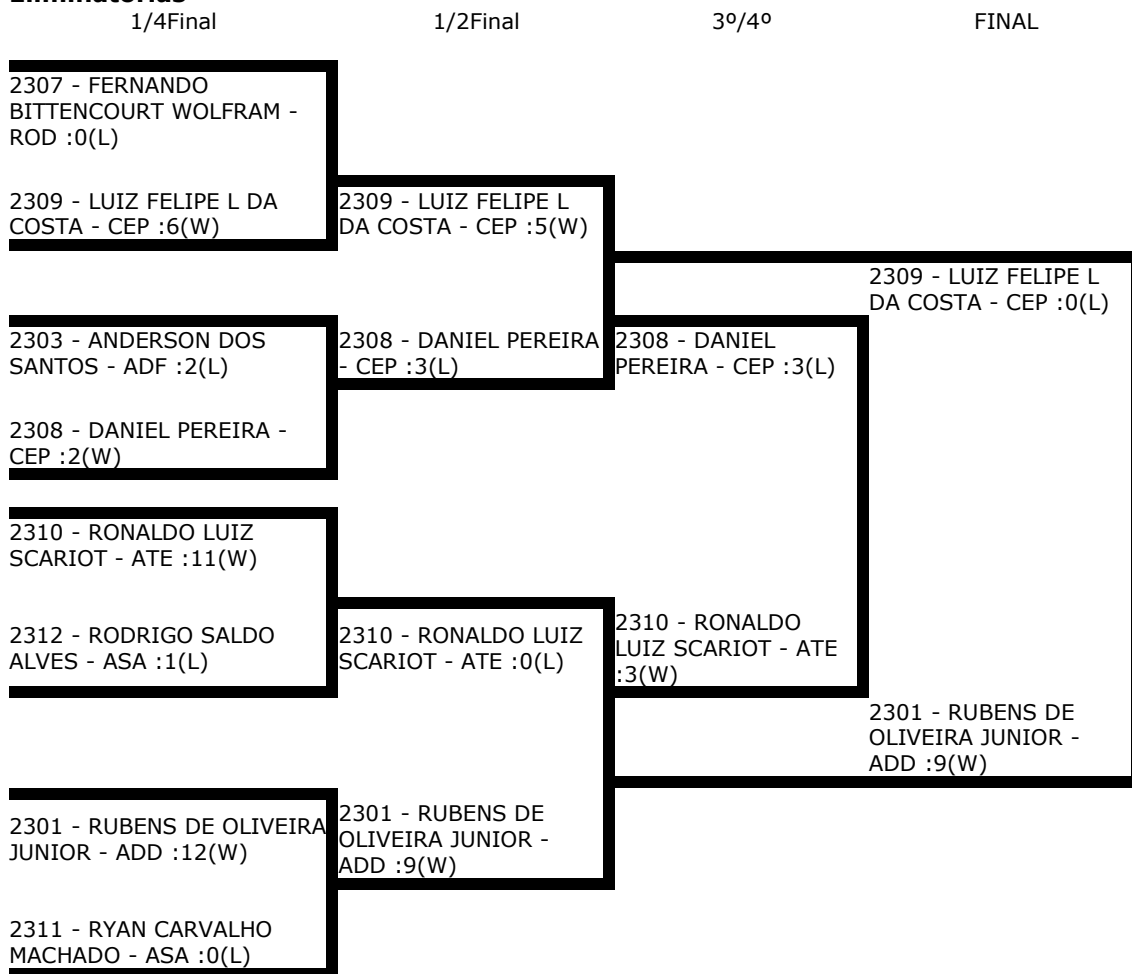 Eliminatórias
1/4Final
1/2Final
3º/4º
FINAL
2307 - FERNANDO
BITTENCOURT WOLFRAM -
ROD :0(L)
2309 - LUIZ FELIPE L DA
COSTA - CEP :6(W)
2303 - ANDERSON DOS
SANTOS - ADF :2(L)
2308 - DANIEL PEREIRA -
CEP :2(W)
2310 - RONALDO LUIZ
SCARIOT - ATE :11(W)
2312 - RODRIGO SALDO
ALVES - ASA :1(L)
2301 - RUBENS DE OLIVEIRA
JUNIOR - ADD :12(W)
2311 - RYAN CARVALHO
MACHADO - ASA :0(L)
2309 - LUIZ FELIPE L
DA COSTA - CEP :5(W)
2308 - DANIEL PEREIRA
- CEP :3(L)
2310 - RONALDO LUIZ
SCARIOT - ATE :0(L)
2301 - RUBENS DE
OLIVEIRA JUNIOR -
ADD :9(W)
2308 - DANIEL
PEREIRA - CEP :3(L)
2310 - RONALDO
LUIZ SCARIOT - ATE
:3(W)
2309 - LUIZ FELIPE L
DA COSTA - CEP :0(L)
2301 - RUBENS DE
OLIVEIRA JUNIOR -
ADD :9(W)